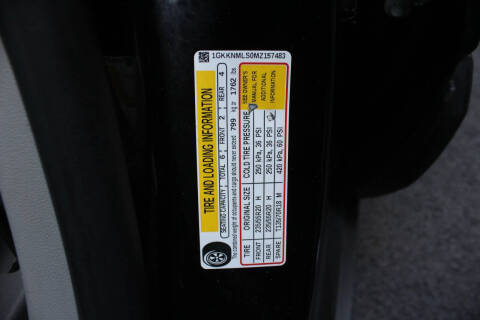 1GKKNMLS0MZ157483
TIRE AND LOADING INFORMATION
SEATING CAPACITY TOTAL 6 FRONT 2 REAR 4
The combined weight of occupants and cargo should never exceed 799 kg or 1762 lbs.
TIRE ORIGINAL SIZE COLD TIRE PRESSURE
FRONT 235/55R20 H 250 kPa, 36 PSI
REAR 235/55R20 H 250 kPa, 36 PSI
SPARE T135/70R18 M 420 kPa, 60 PSI
SEE OWNER'S
MANUAL FOR
ADDITIONAL
INFORMATION